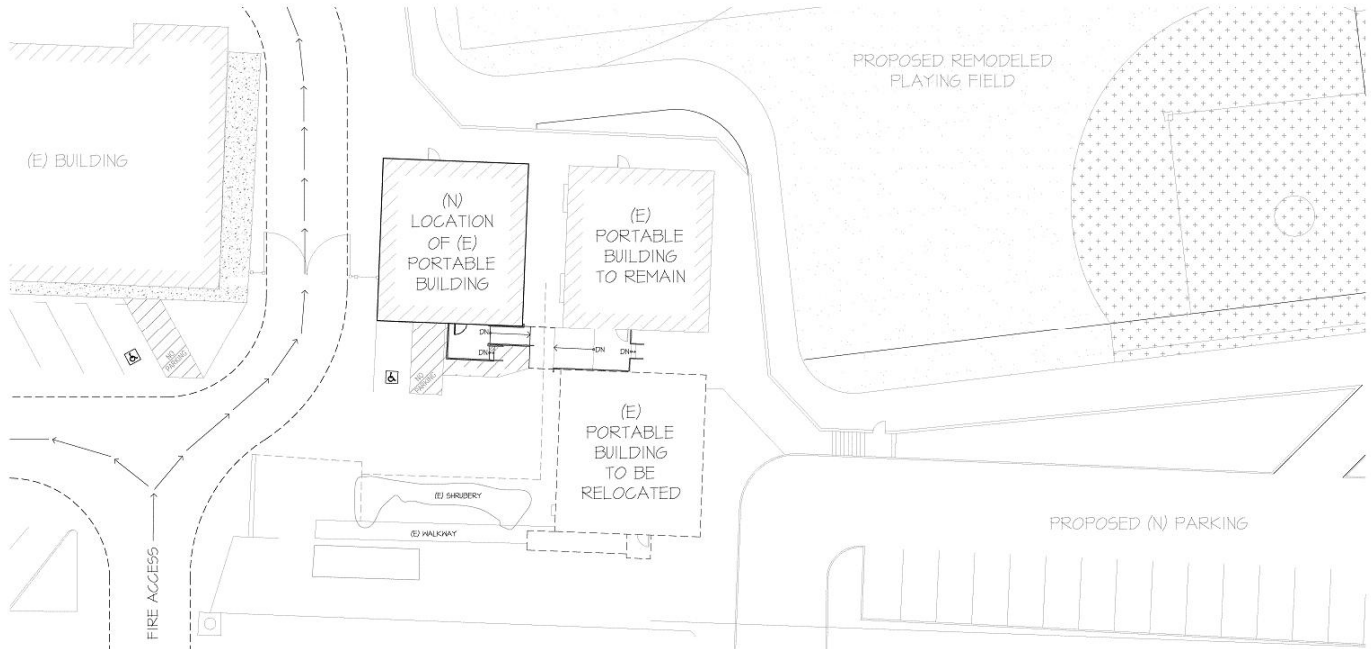 PROPOSED REMODELED
PLAYING FIELD
(E) BUILDING
(N)
LOCATION
OF (E)
PORTABLE
BUILDING
(E)
PORTABLE
BUILDING
TO REMAIN
DN
DN
DN
DN
NO
PARKING
NO
PARKING
(E)
PORTABLE
BUILDING
TO BE
RELOCATED
(E) SHRUBERY
(E) WALKWAY
PROPOSED (N) PARKING
FIRE ACCESS